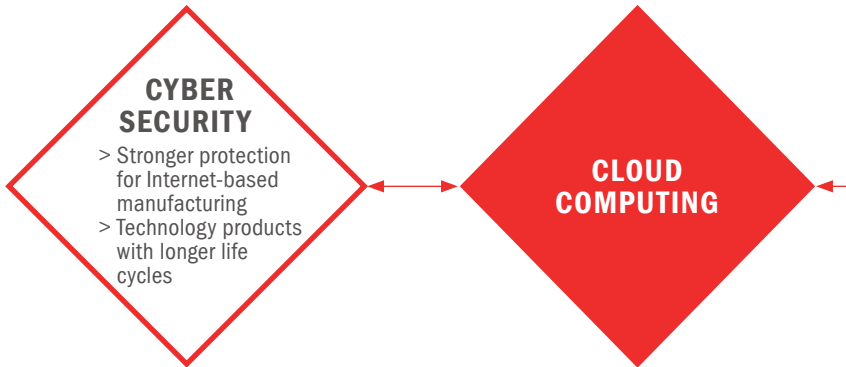 CYBER
SECURITY
> Stronger protection
for Internet-based
manufacturing
> Technology products
with longer life
cycles
CLOUD
COMPUTING